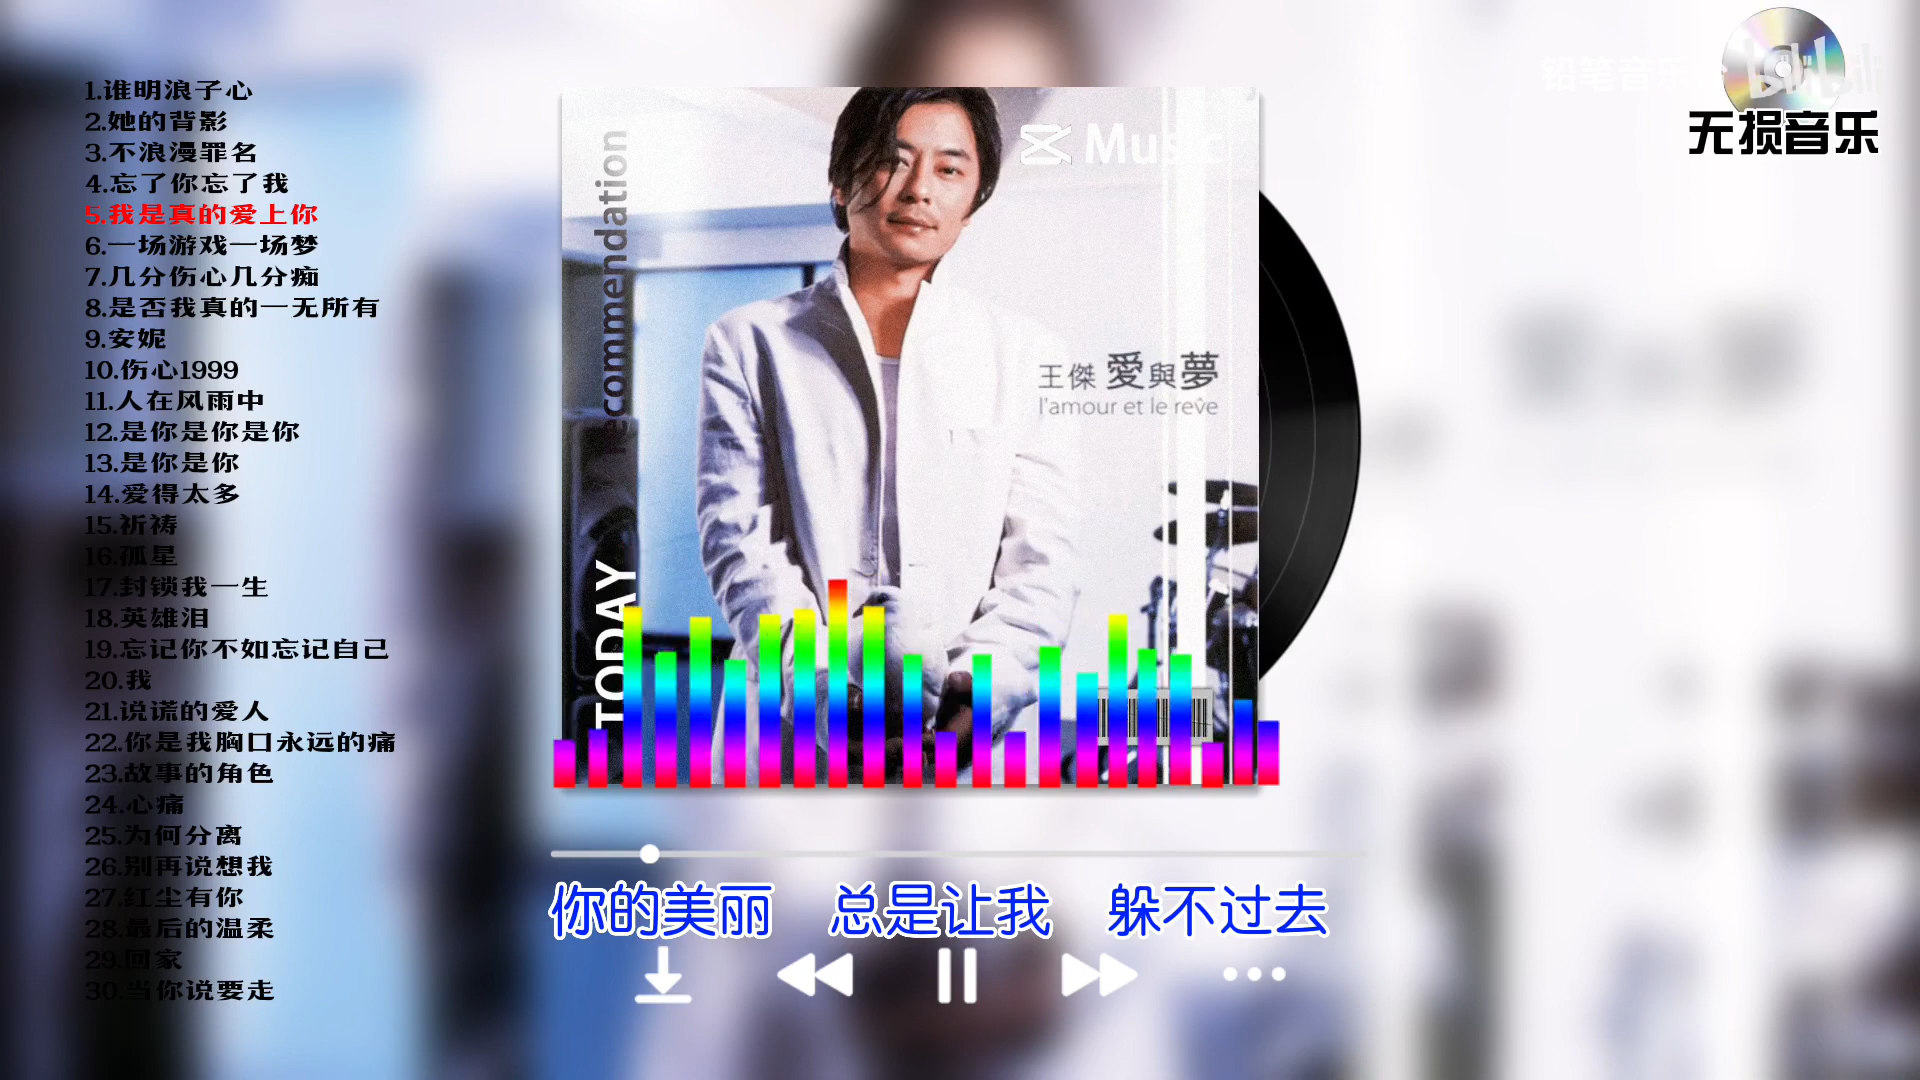 1.谁明浪子心
2.她的背影
3.不浪漫罪名
4.忘了你忘了我
5.我是真的爱上你
6.一场游戏一场梦
7.几分伤心几分痴
8.是否我真的一无所有
9.安妮
10.伤心1999
11.人在风雨中
12.是你是你是你
13.是你是你
14.爱得太多
15.祈祷
16.孤星
17.封锁我一生
18.英雄泪
19.忘记你不如忘记自己
20.我
21.说谎的爱人
22.你是我胸口永远的痛
23.故事的角色
24.心痛
25.为何分离
26.别再说想我
27.红尘有你
28.最后的温柔
29.回家
30.当你说要走
TODAY recommendation
Music
王傑 愛與夢
l'amour et le reve
铅笔音乐
bilibili
无损音乐
你的美丽 总是让我 躲不过去